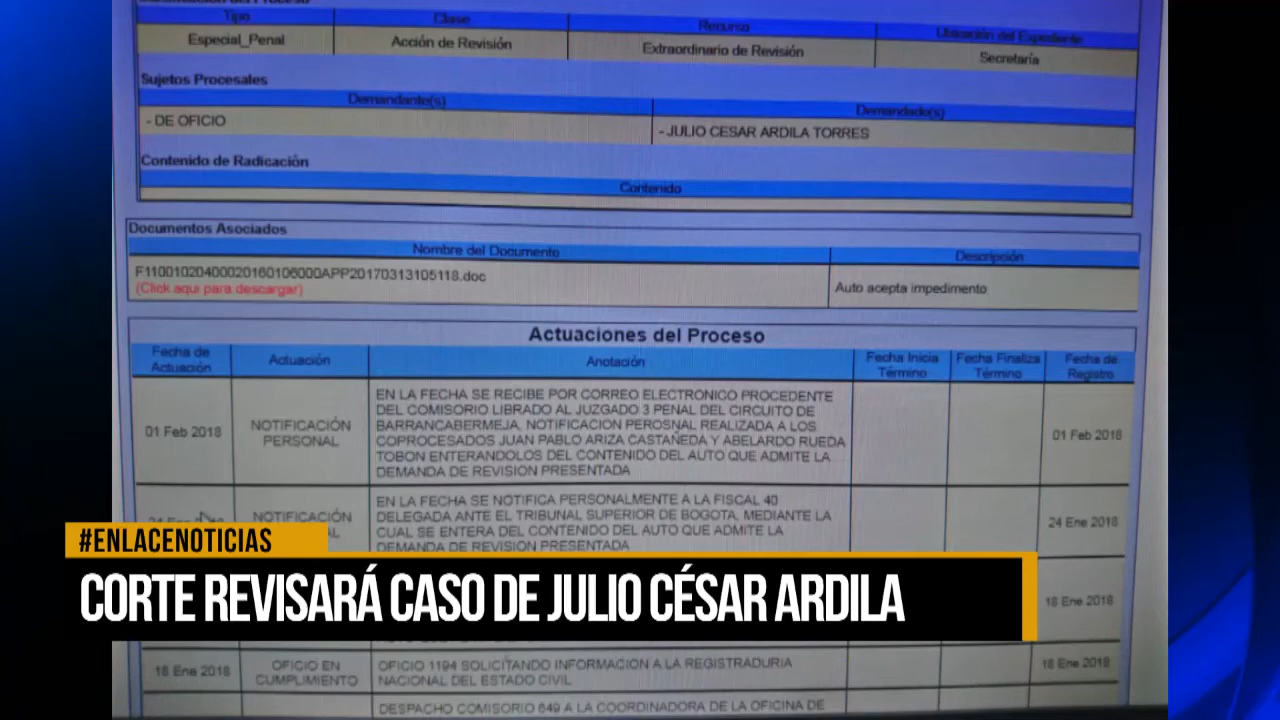 Tipo Clase Recurso Ubicación del Expediente
Especial_Penal Acción de Revisión Extraordinario de Revisión Secretaría
Sujetos Procesales
Demandante(s) Demandado(s)
- DE OFICIO - JULIO CESAR ARDILA TORRES
Contenido de Radicación
Contenido
Documentos Asociados
Nombre del Documento Descripción
F11001020400020160106000APP20170313105118.doc
(Click aqui para descargar)
Auto acepta impedimento
Actuaciones del Proceso
Fecha de Actuación Actuación Anotación Fecha Inicia Término Fecha Finaliza Término Fecha de Registro
01 Feb 2018 NOTIFICACIÓN PERSONAL
EN LA FECHA SE RECIBE POR CORREO ELECTRONICO PROCEDENTE
DEL COMISORIO LIBRADO AL JUZGADO 3 PENAL DEL CIRCUITO DE
BARRANCABERMEJA, NOTIFICACION PEROSNAL REALIZADA A LOS
COPROCESADOS JUAN PABLO ARIZA CASTAÑEDA Y ABELARDO RUEDA
TOBON ENTERANDOLOS DEL CONTENIDO DEL AUTO QUE ADMITE LA
DEMANDA DE REVISION PRESENTADA
01 Feb 2018
NOTIFICACIÓN
EN LA FECHA SE NOTIFICA PERSONALMENTE A LA FISCAL 40
DELEGADA ANTE EL TRIBUNAL SUPERIOR DE BOGOTA, MEDIANTE LA
CUAL SE ENTERA DEL CONTENIDO DEL AUTO QUE ADMITE LA
DEMANDA DE REVISION PRESENTADA
24 Ene 2018
#ENLACENOTICIAS
CORTE REVISARÁ CASO DE JULIO CÉSAR ARDILA
18 Ene 2018
18 Ene 2018 OFICIO EN CUMPLIMIENTO
OFICIO 1194 SOLICITANDO INFORMACION A LA REGISTRADURIA
NACIONAL DEL ESTADO CIVIL
18 Ene 2018
DESPACHO COMISORIO 649 A LA COORDINADORA DE LA OFICINA DE